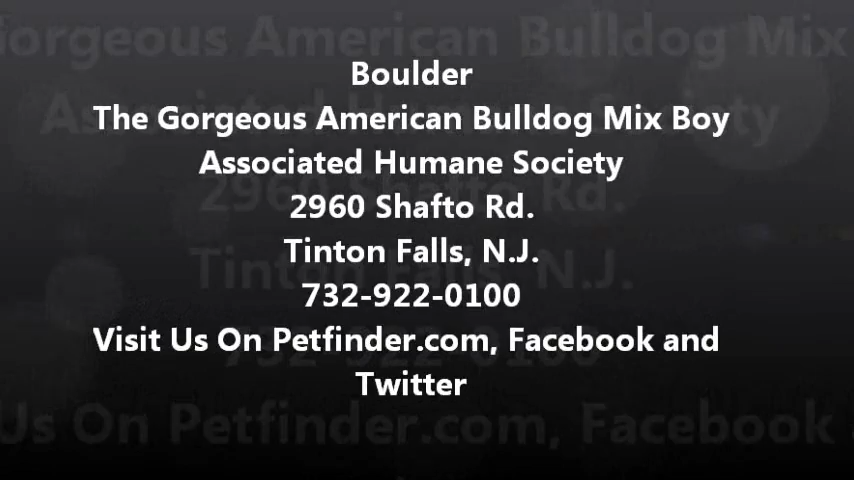 Boulder
The Gorgeous American Bulldog Mix Boy
Associated Humane Society
2960 Shafto Rd.
Tinton Falls, N.J.
732-922-0100
Visit Us On Petfinder.com, Facebook and
Twitter